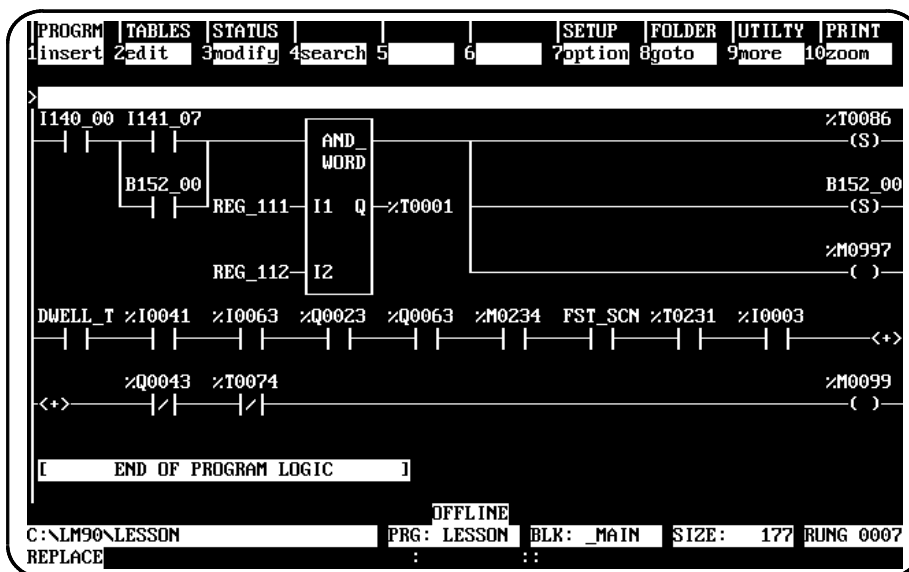 PROGRM TABLES STATUS SETUP FOLDER UTILTY PRINT
1insert 2edit 3modify 4search 5 6 7option 8goto 9more 10zoom
>
I140_00 I141_07 %T0086
AND_ (S)
WORD
B152_00 B152_00
REG_111 I1 Q %T0001 (S)
%M0997
REG_112 I2 ( )
DWELL_T %I0041 %I0063 %Q0023 %Q0063 %M0234 FST_SCN %T0231 %I0003
<+>
%Q0043 %T0074 %M0099
<+> ( )
[ END OF PROGRAM LOGIC ]
OFFLINE
C:\LM90\LESSON PRG: LESSON BLK: _MAIN SIZE: 177 RUNG 0007
REPLACE : ::